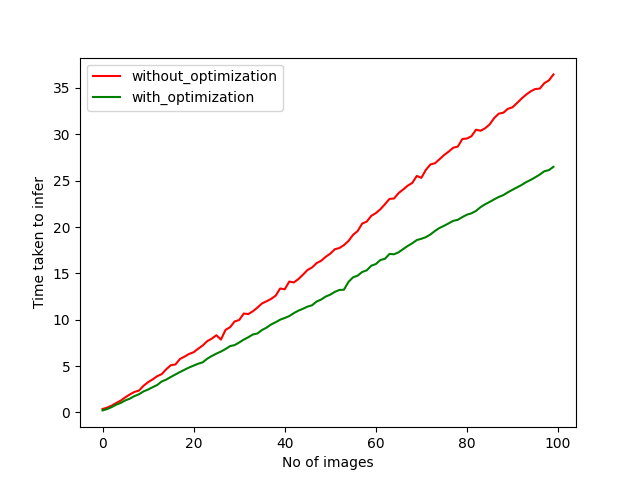 without_optimization
with_optimization
35
30
25
20
15
10
5
0
Time taken to infer
0 20 40 60 80 100
No of images